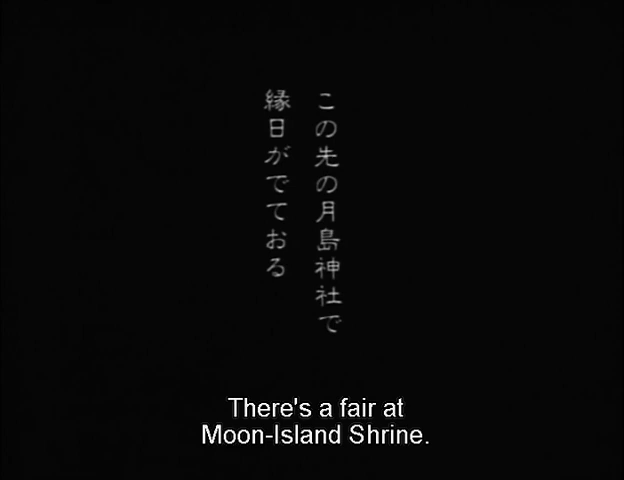 この先の月島神社で
縁日がでておる
There's a fair at
Moon-Island Shrine.